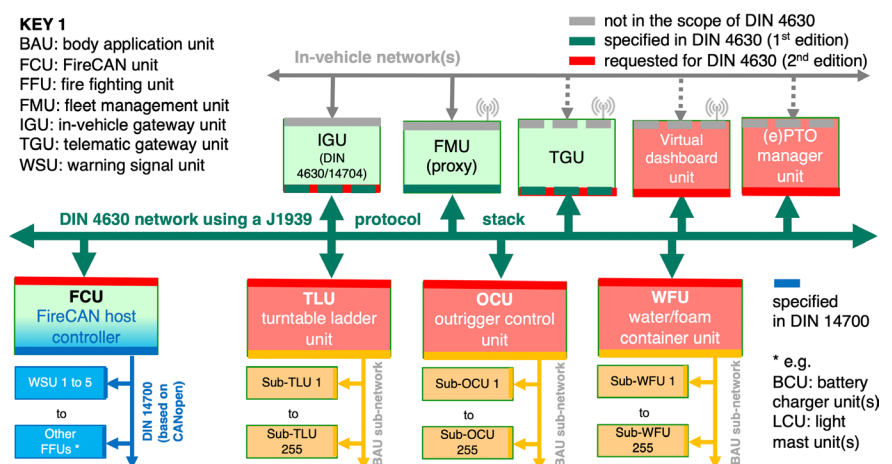 KEY 1
BAU: body application unit
FCU: FireCAN unit
FFU: fire fighting unit
FMU: fleet management unit
IGU: in-vehicle gateway unit
TGU: telematic gateway unit
WSU: warning signal unit
not in the scope of DIN 4630
specified in DIN 4630 (1st edition)
requested for DIN 4630 (2nd edition)
In-vehicle network(s)
IGU
(DIN
4630/14704)
FMU
(proxy)
TGU
Virtual
dashboard
unit
(e)PTO
manager
unit
DIN 4630 network using a J1939 protocol stack
FCU
FireCAN host
controller
TLU
turntable ladder
unit
OCU
outrigger control
unit
WFU
water/foam
container unit
specified
in DIN 14700
WSU 1 to 5
to
Other
FFUs *
DIN 14700
(based on
CANopen)
Sub-TLU 1
to
Sub-TLU
255
BAU sub-network
Sub-OCU 1
to
Sub-OCU
255
BAU sub-network
Sub-WFU 1
to
Sub-WFU
255
BAU sub-network
* e.g.
BCU: battery
charger unit(s)
LCU: light
mast unit(s)